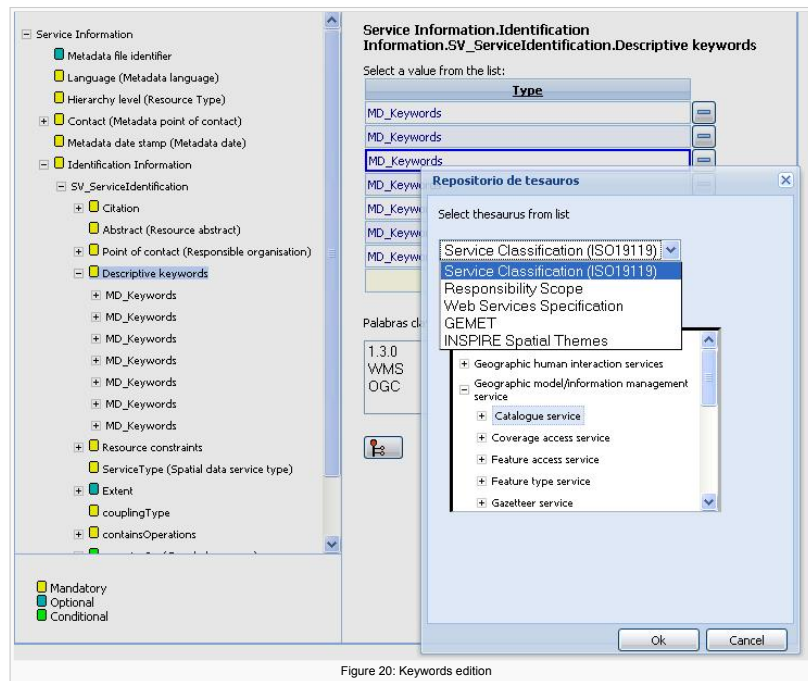 Service Information
Metadata file identifier
Language (Metadata language)
Hierarchy level (Resource Type)
Contact (Metadata point of contact)
Metadata date stamp (Metadata date)
Identification Information
SV_ServiceIdentification
Citation
Abstract (Resource abstract)
Point of contact (Responsible organisation)
Descriptive keywords
MD_Keywords
MD_Keywords
MD_Keywords
MD_Keywords
MD_Keywords
MD_Keywords
MD_Keywords
Resource constraints
ServiceType (Spatial data service type)
Extent
couplingType
containsOperations
Mandatory
Optional
Conditional
Service Information.Identification
Information.SV_ServiceIdentification.Descriptive keywords
Select a value from the list:
Type
MD_Keywords
MD_Keywords
MD_Keywords
MD_Keyw
MD_Keyw
MD_Keyw
MD_Keyw
Palabras cl
1.3.0
WMS
OGC
Repositorio de tesauros
Select thesaurus from list
Service Classification (ISO19119)
Service Classification (ISO19119)
Responsibility Scope
Web Services Specification
GEMET
INSPIRE Spatial Themes
Geographic human interaction services
Geographic model/information management
service
Catalogue service
Coverage access service
Feature access service
Feature type service
Gazetteer service
Ok
Cancel
Figure 20: Keywords edition